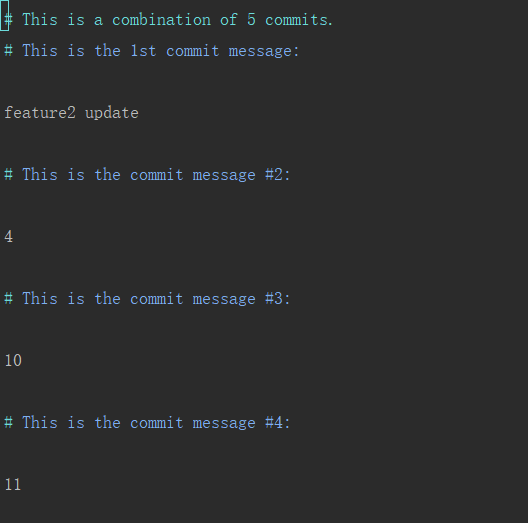 # This is a combination of 5 commits.
# This is the 1st commit message:
feature2 update
# This is the commit message #2:
4
# This is the commit message #3:
10
# This is the commit message #4:
11